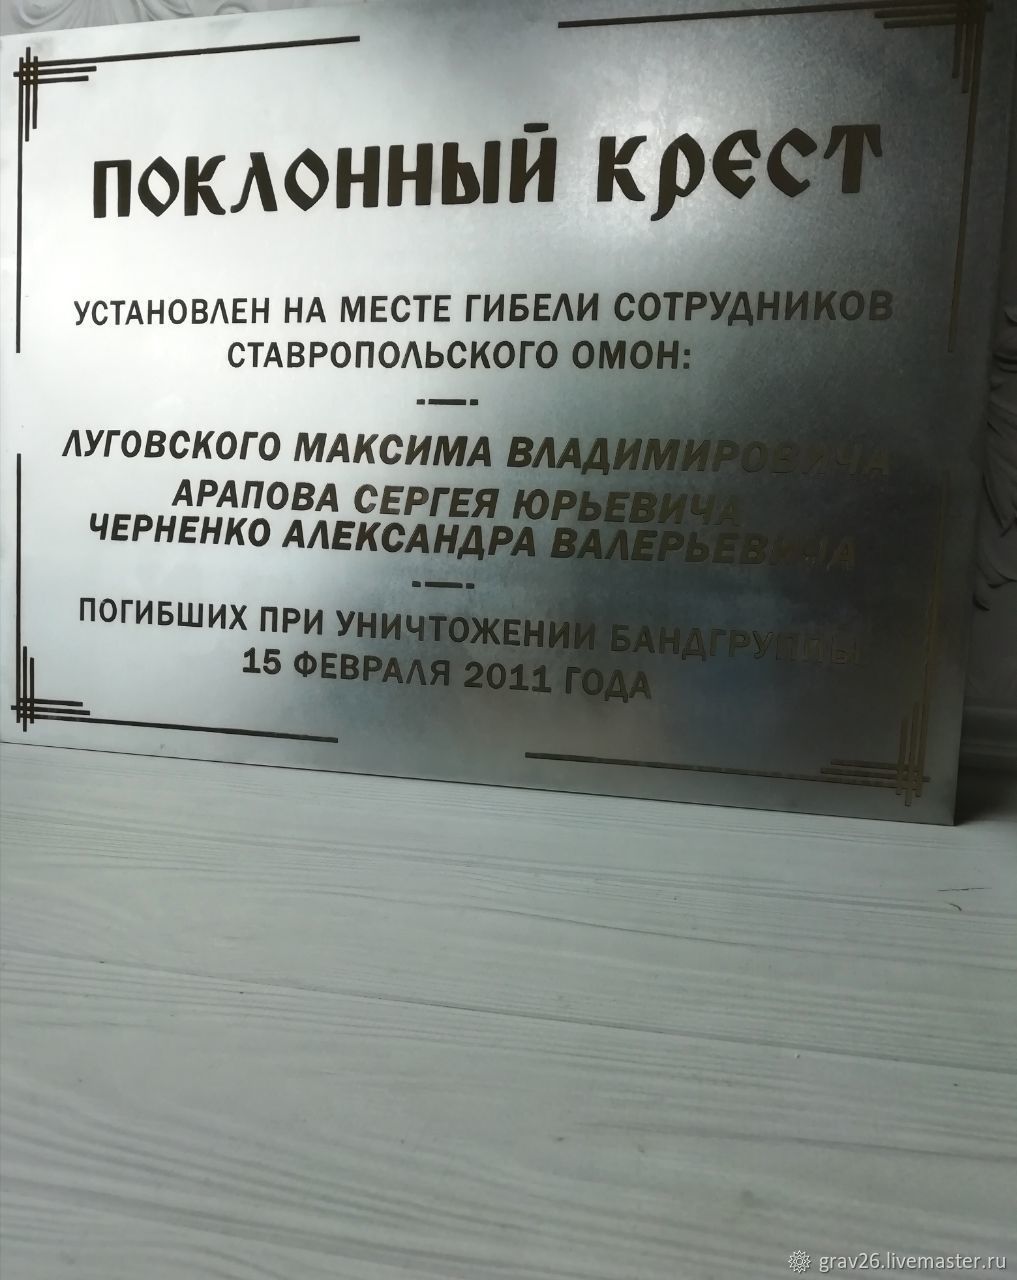 ПОКЛОННЫЙ КРЕСТ
УСТАНОВЛЕН НА МЕСТЕ ГИБЕЛИ СОТРУДНИКОВ
СТАВРОПОЛЬСКОГО ОМОН:
ЛУГОВСКОГО МАКСИМА ВЛАДИМИРОВИЧА
АРАПОВА СЕРГЕЯ ЮРЬЕВИЧА
ЧЕРНЕНКО АЛЕКСАНДРА ВАЛЕРЬЕВИЧА
ПОГИБШИХ ПРИ УНИЧТОЖЕНИИ БАНДГРУППЫ
15 ФЕВРАЛЯ 2011 ГОДА
grav26.livemaster.ru